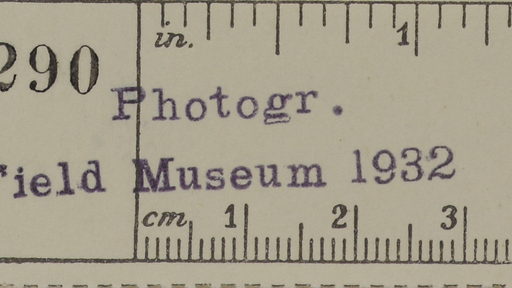 in. 1
290
Photogr.
Field Museum 1932
cm 1 2 3